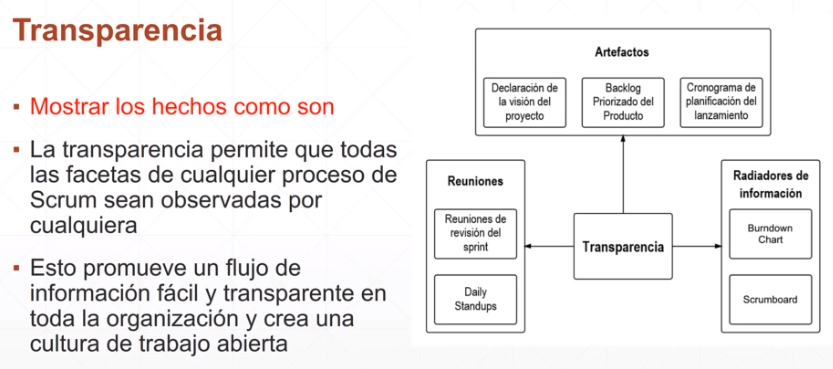 Transparencia
▪ Mostrar los hechos como son
▪ La transparencia permite que todas
las facetas de cualquier proceso de
Scrum sean observadas por
cualquiera
▪ Esto promueve un flujo de
información fácil y transparente en
toda la organización y crea una
cultura de trabajo abierta
Artefactos
Declaración de
la visión del
proyecto
Backlog
Priorizado del
Producto
Cronograma de
planificación del
lanzamiento
Reuniones
Reuniones de
revisión del
sprint
Daily
Standups
Transparencia
Radiadores de
información
Burndown
Chart
Scrumboard